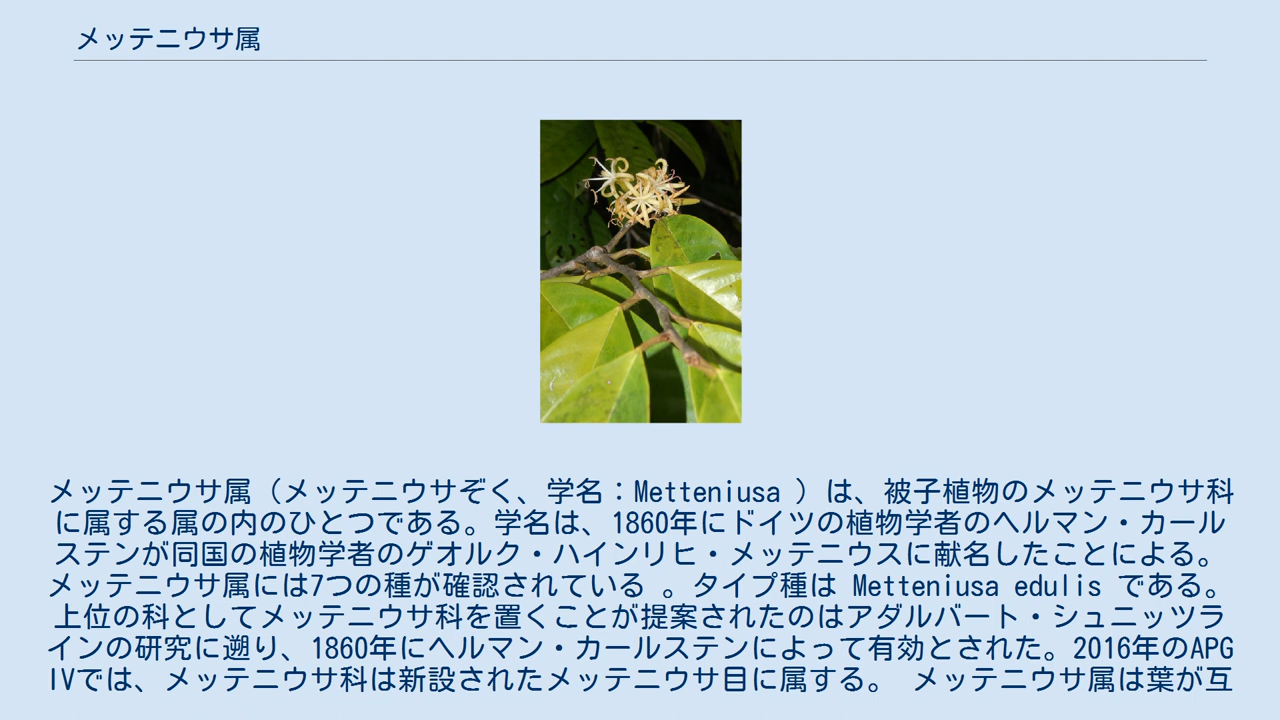 メッテニウサ属
メッテニウサ属（メッテニウサぞく、学名：Metteniusa ）は、被子植物のメッテニウサ科
に属する属の内のひとつである。学名は、1860年にドイツの植物学者のヘルマン・カール
ステンが同国の植物学者のゲオルク・ハインリヒ・メッテニウスに献名したことによる。
メッテニウサ属には7つの種が確認されている 。タイプ種は Metteniusa edulis である。
上位の科としてメッテニウサ科を置くことが提案されたのはアダルバート・シュニッツラ
インの研究に遡り、1860年にヘルマン・カールステンによって有効とされた。2016年のAPG
IVでは、メッテニウサ科は新設されたメッテニウサ目に属する。 メッテニウサ属は葉が互